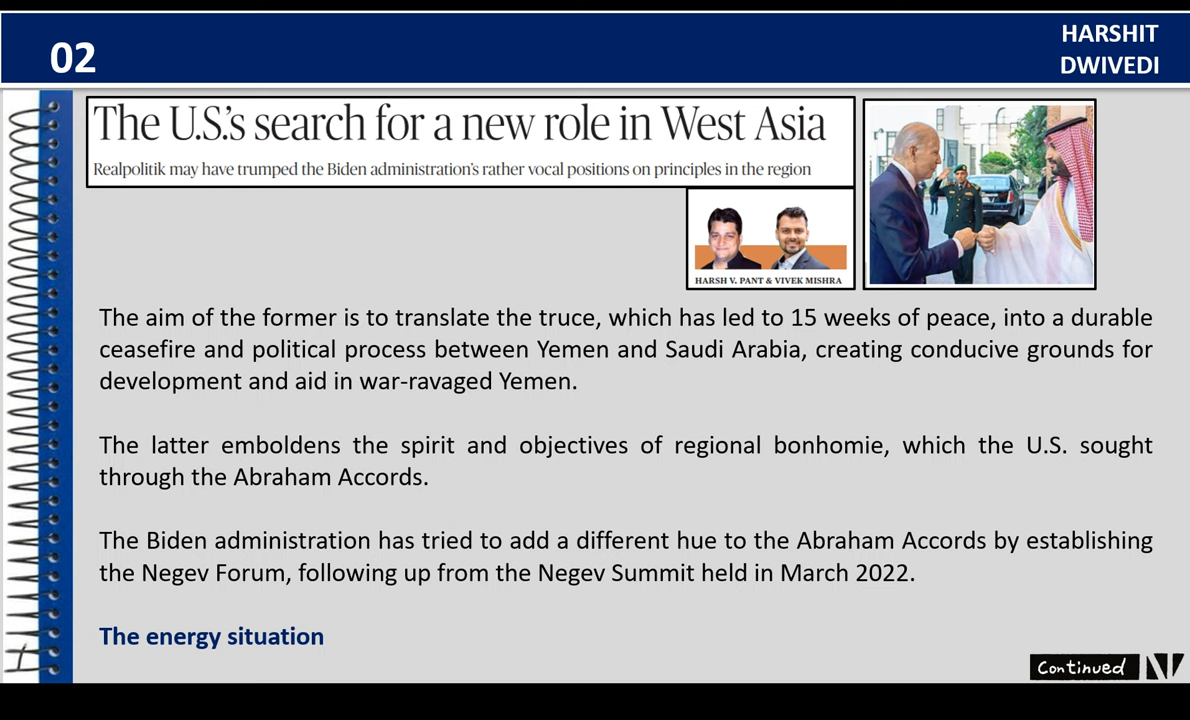 02
HARSHIT
DWIVEDI
The U.S.'s search for a new role in West Asia
Realpolitik may have trumped the Biden administration's rather vocal positions on principles in the region
HARSH V. PANT & VIVEK MISHRA
The aim of the former is to translate the truce, which has led to 15 weeks of peace, into a durable
ceasefire and political process between Yemen and Saudi Arabia, creating conducive grounds for
development and aid in war-ravaged Yemen.
The latter emboldens the spirit and objectives of regional bonhomie, which the U.S. sought
through the Abraham Accords.
The Biden administration has tried to add a different hue to the Abraham Accords by establishing
the Negev Forum, following up from the Negev Summit held in March 2022.
The energy situation
Continued